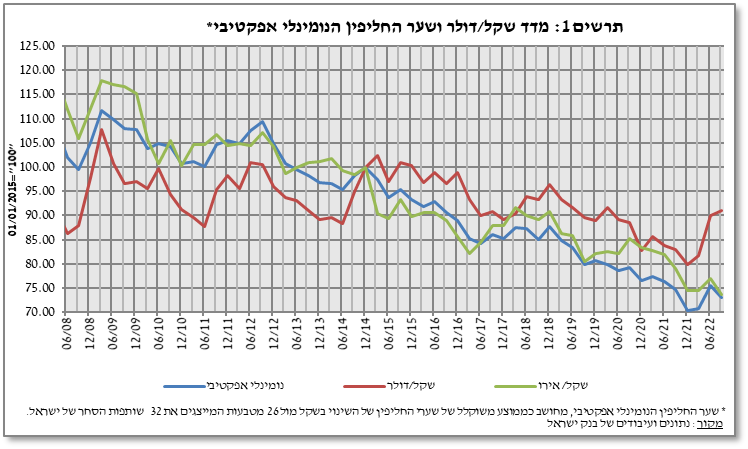 תרשים1: מדד שקל/דולר ושער החליפין הנומינלי אפקטיבי*
125.00
120.00
115.00
110.00
105.00
100.00
95.00
90.00
85.00
80.00
75.00
70.00
01/01/2015="100"
06/08 12/08 06/09 12/09 06/10 12/10 06/11 12/11 06/12 12/12 06/13 12/13 06/14 12/14 06/15 12/15 06/16 12/16 06/17 12/17 06/18 12/18 06/19 12/19 06/20 12/20 06/21 12/21 06/22
נומינלי אפקטיבי שקל/דולר שקל/ אירו
* שער החליפין הנומינלי אפקטיבי, מחושב כממוצע משוקלל של שערי החליפין של השינוי בשקל מול 26 מטבעות המייצגים את 32 שותפות הסחר של ישראל.
מקור : נתונים ועיבודים של בנק ישראל